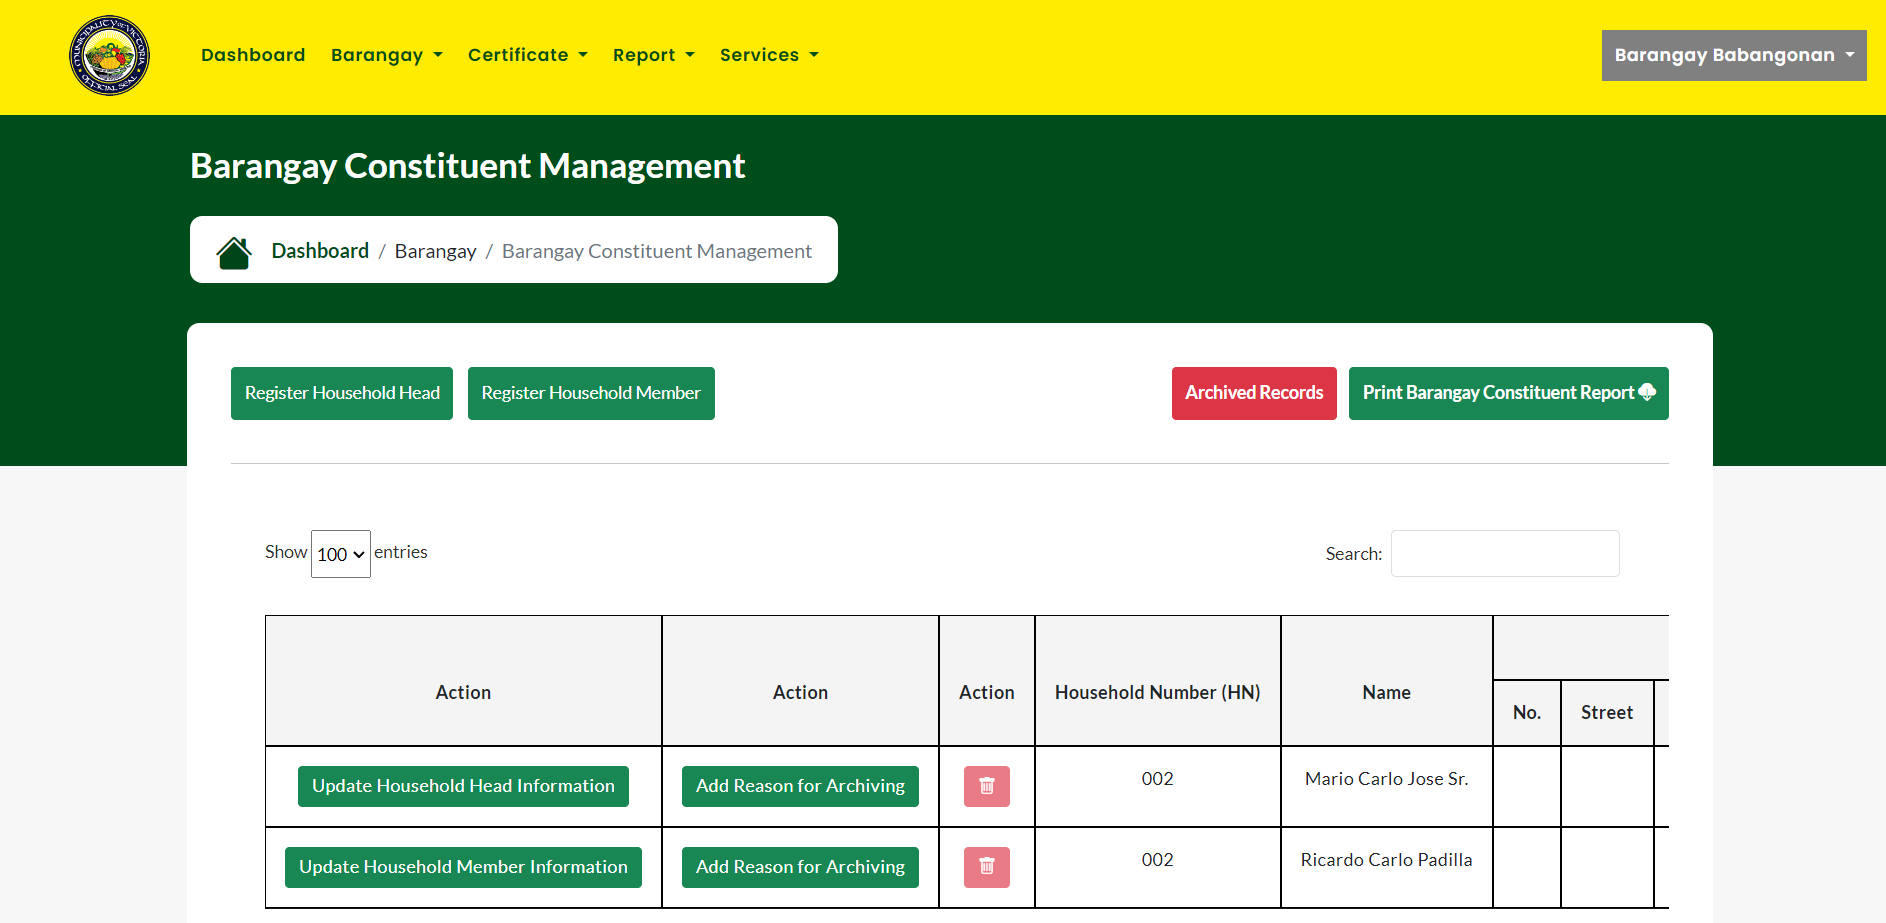 MUNICIPALITY OF VICTORIA
OFFICIAL SEAL
Dashboard Barangay Certificate Report Services Barangay Babangonan
Barangay Constituent Management
Dashboard / Barangay / Barangay Constituent Management
Register Household Head Register Household Member Archived Records Print Barangay Constituent Report
Show 100 entries Search:
Action Action Action Household Number (HN) Name
No. Street
Update Household Head Information Add Reason for Archiving 002 Mario Carlo Jose Sr.
Update Household Member Information Add Reason for Archiving 002 Ricardo Carlo Padilla